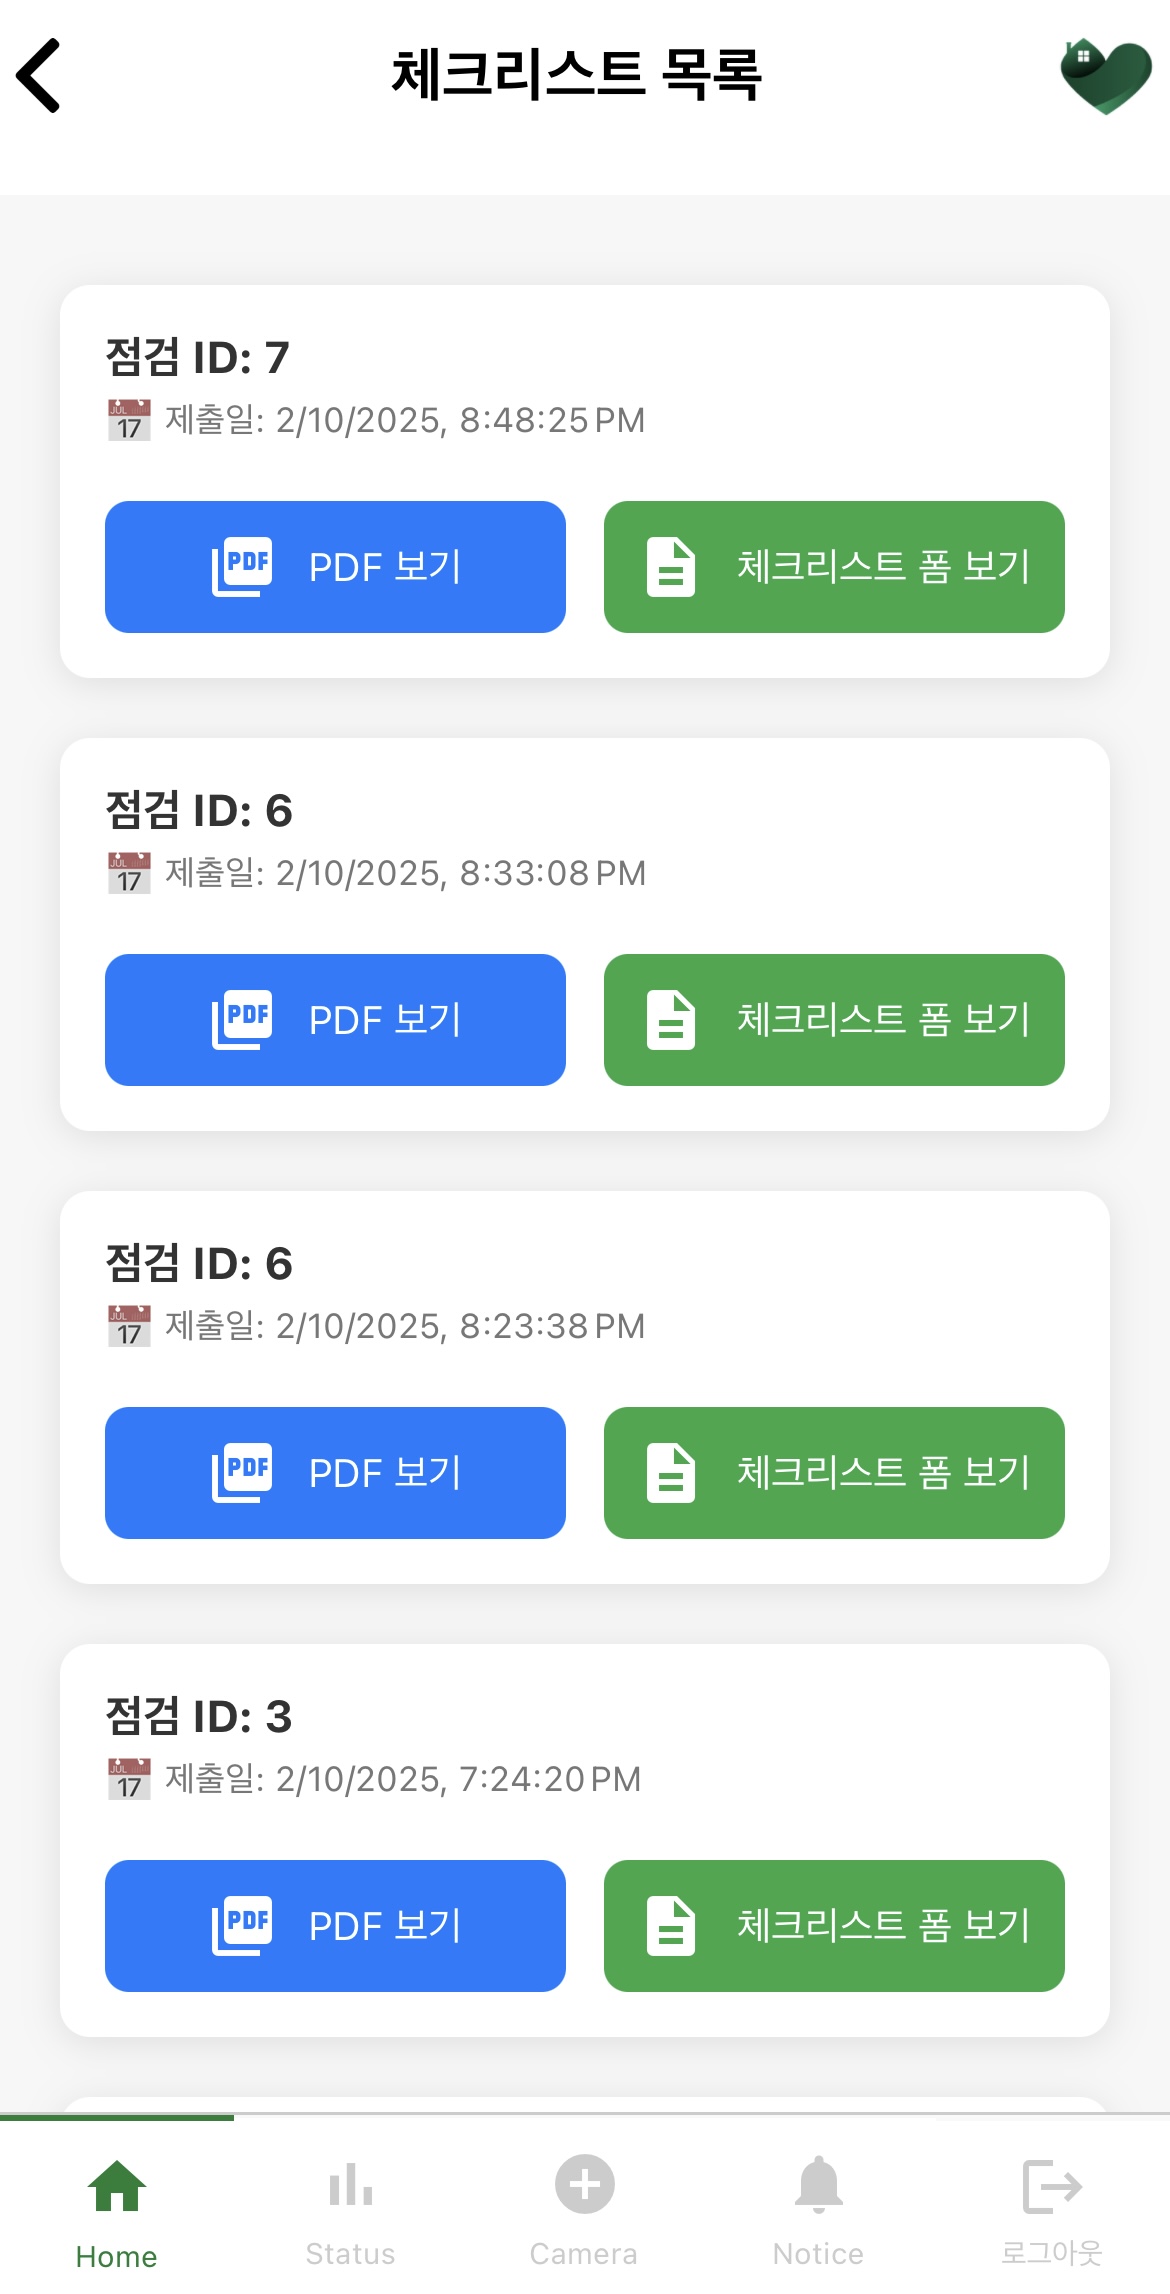 체크리스트 목록
점검 ID: 7
JUL 17 제출일: 2/10/2025, 8:48:25 PM
PDF PDF 보기
체크리스트 폼 보기
점검 ID: 6
JUL 17 제출일: 2/10/2025, 8:33:08 PM
PDF PDF 보기
체크리스트 폼 보기
점검 ID: 6
JUL 17 제출일: 2/10/2025, 8:23:38 PM
PDF PDF 보기
체크리스트 폼 보기
점검 ID: 3
JUL 17 제출일: 2/10/2025, 7:24:20 PM
PDF PDF 보기
체크리스트 폼 보기
Home
Status
Camera
Notice
로그아웃